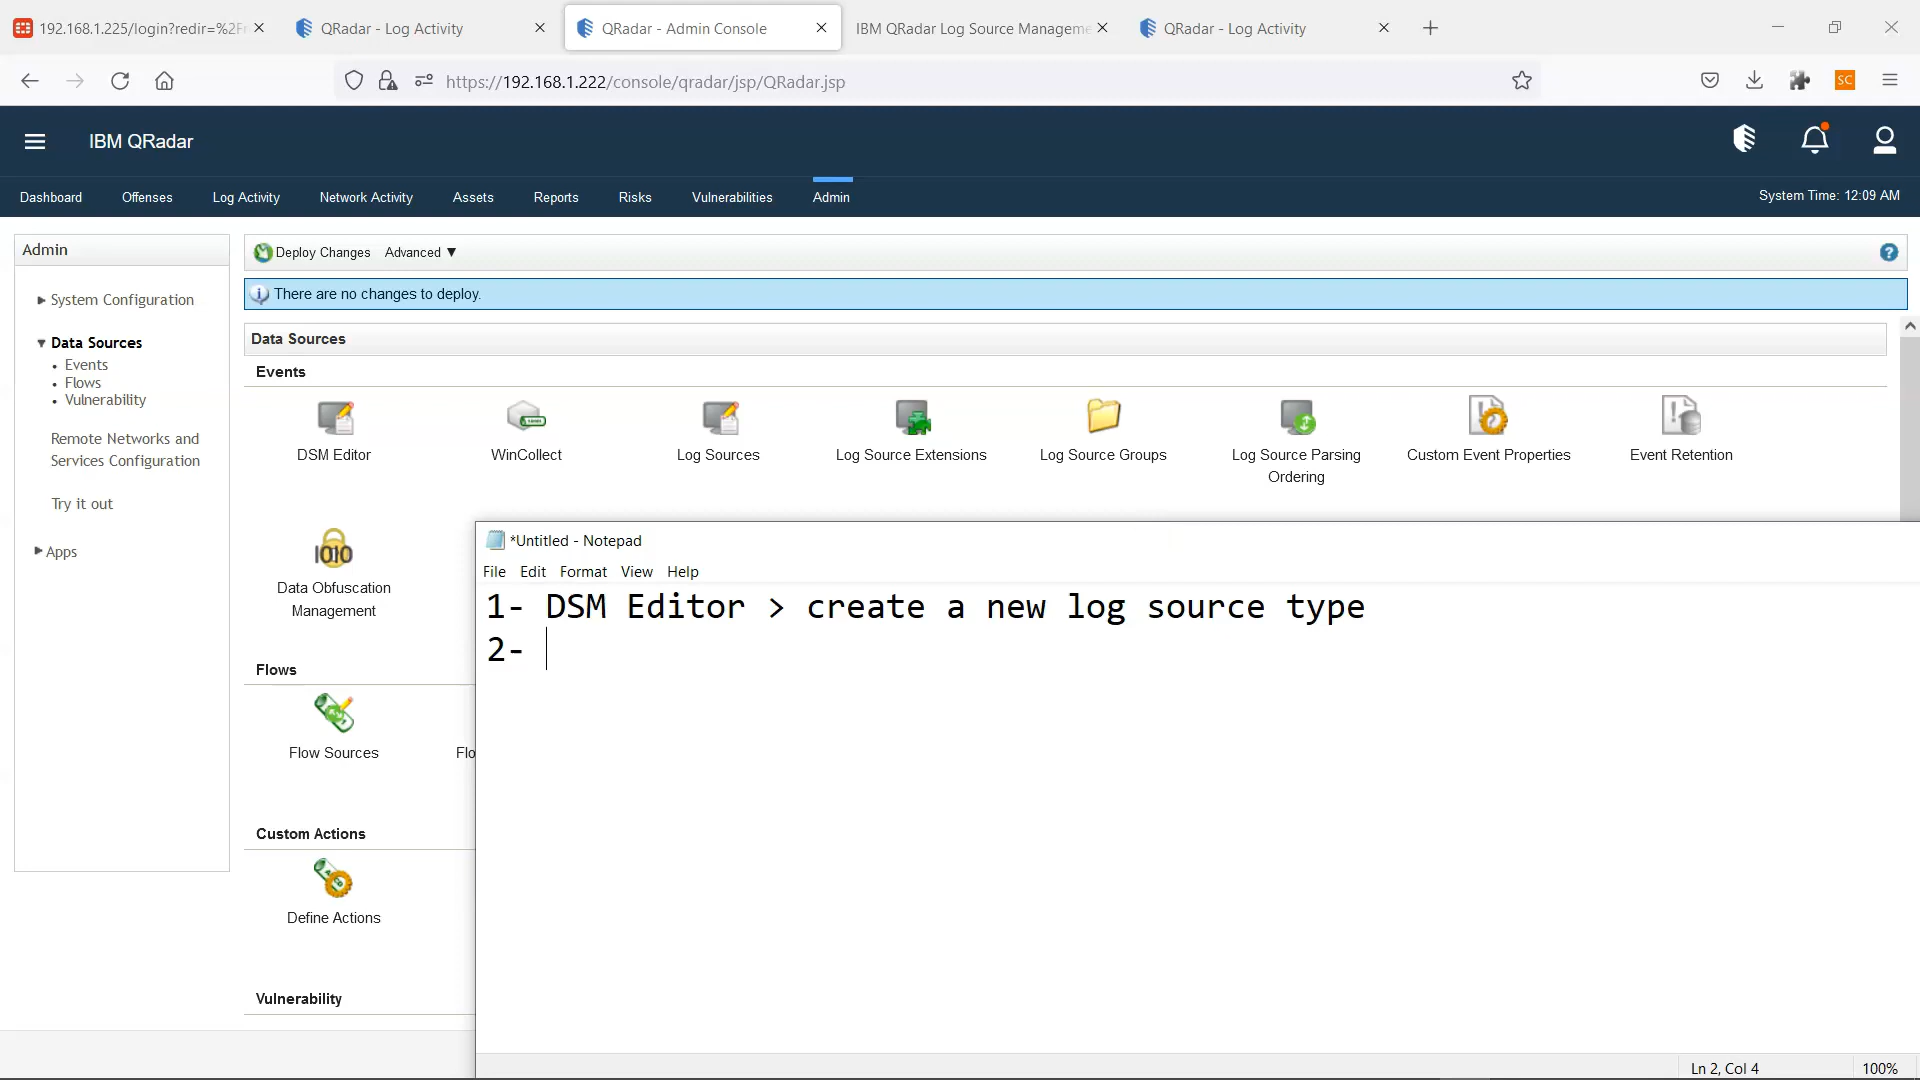 192.168.1.225/login?redir=%2F
QRadar - Log Activity
QRadar - Admin Console
IBM QRadar Log Source Manageme
QRadar - Log Activity
https://192.168.1.222/console/qradar/jsp/QRadar.jsp
SC
IBM QRadar
Dashboard
Offenses
Log Activity
Network Activity
Assets
Reports
Risks
Vulnerabilities
Admin
System Time: 12:09 AM
Admin
System Configuration
Data Sources
Events
Flows
Vulnerability
Remote Networks and
Services Configuration
Try it out
Apps
Deploy Changes
Advanced ▼
There are no changes to deploy.
Data Sources
Events
DSM Editor
WinCollect
Log Sources
Log Source Extensions
Log Source Groups
Log Source Parsing
Ordering
Custom Event Properties
Event Retention
1010
Data Obfuscation
Management
Flows
Flow Sources
Flo
Custom Actions
Define Actions
Vulnerability
*Untitled - Notepad
File Edit Format View Help
1- DSM Editor > create a new log source type
2-
Ln 2, Col 4
100%